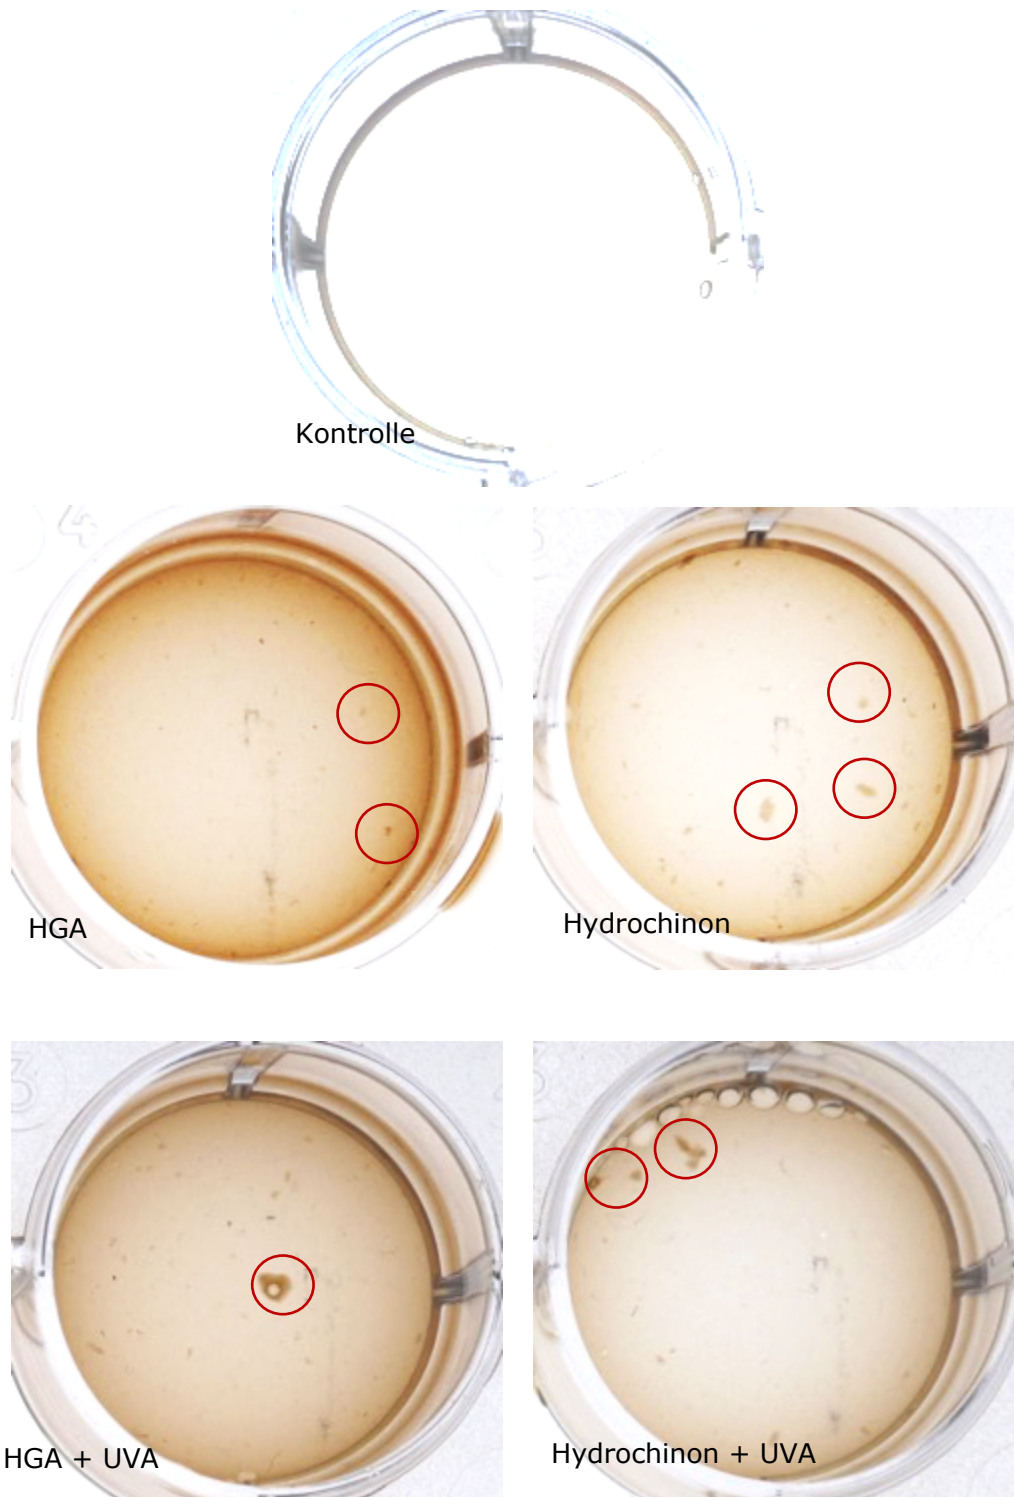 Kontrolle
HGA
Hydrochinon
HGA + UVA
Hydrochinon + UVA